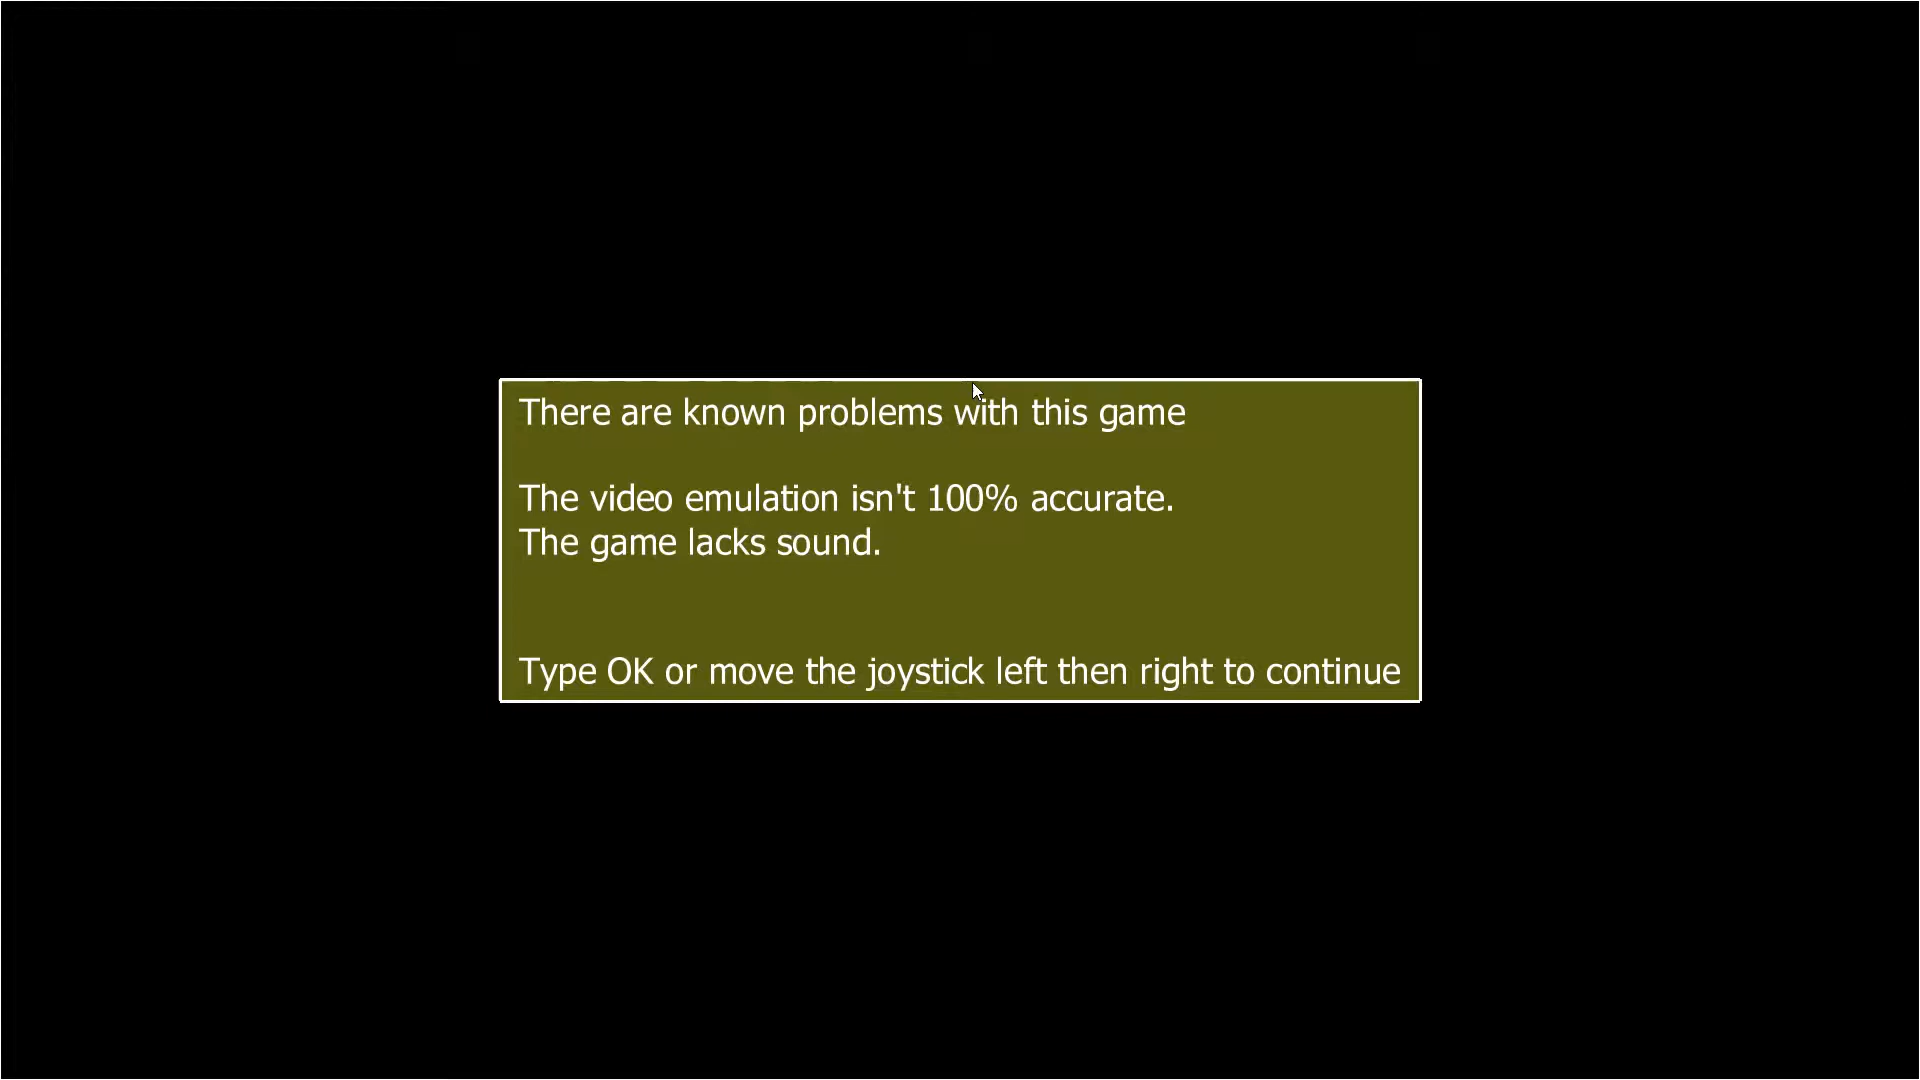 There are known problems with this game
The video emulation isn't 100% accurate.
The game lacks sound.
Type OK or move the joystick left then right to continue